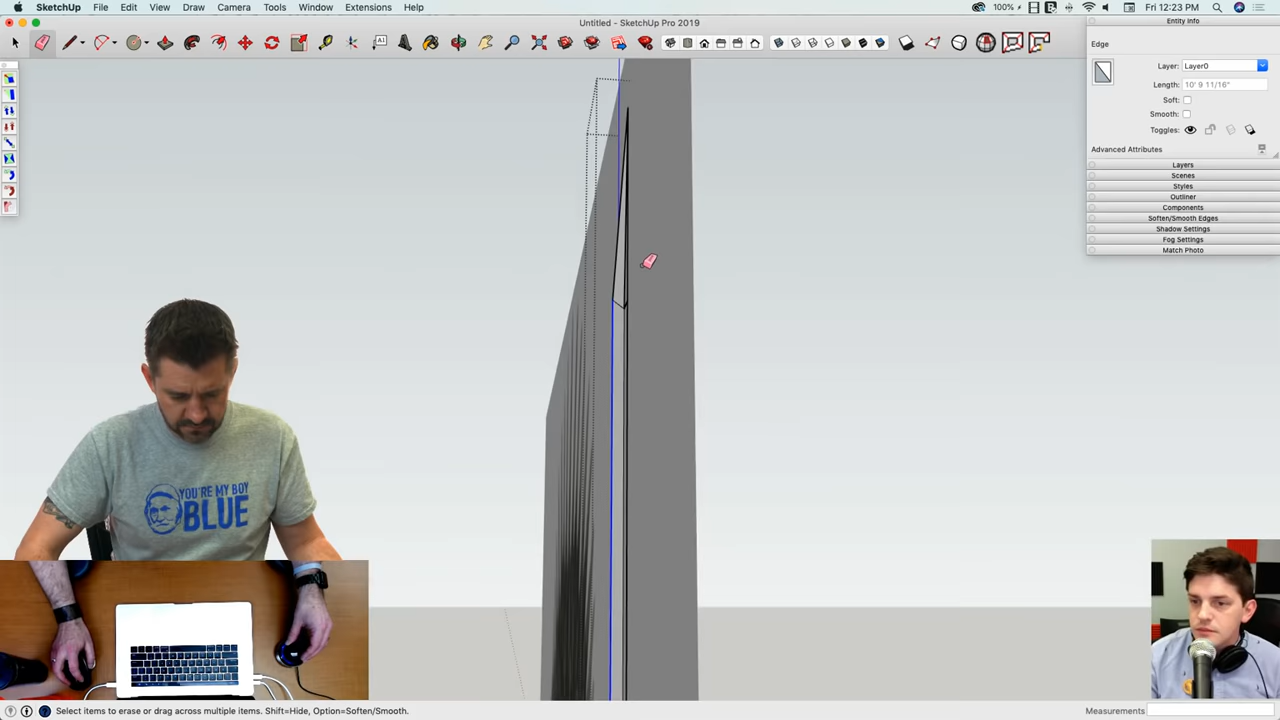 SketchUp File Edit View Draw Camera Tools Window Extensions Help
100% Fri 12:23 PM
Untitled - SketchUp Pro 2019
Entity Info
Edge
Layer: Layer0
Length: 10' 9 11/16"
Soft:
Smooth:
Toggles:
Advanced Attributes
Layers
Scenes
Styles
Outliner
Components
Soften/Smooth Edges
Shadow Settings
Fog Settings
Match Photo
YOU'RE MY BOY
BLUE
Select items to erase or drag across multiple items. Shift=Hide, Option=Soften/Smooth.
Measurements